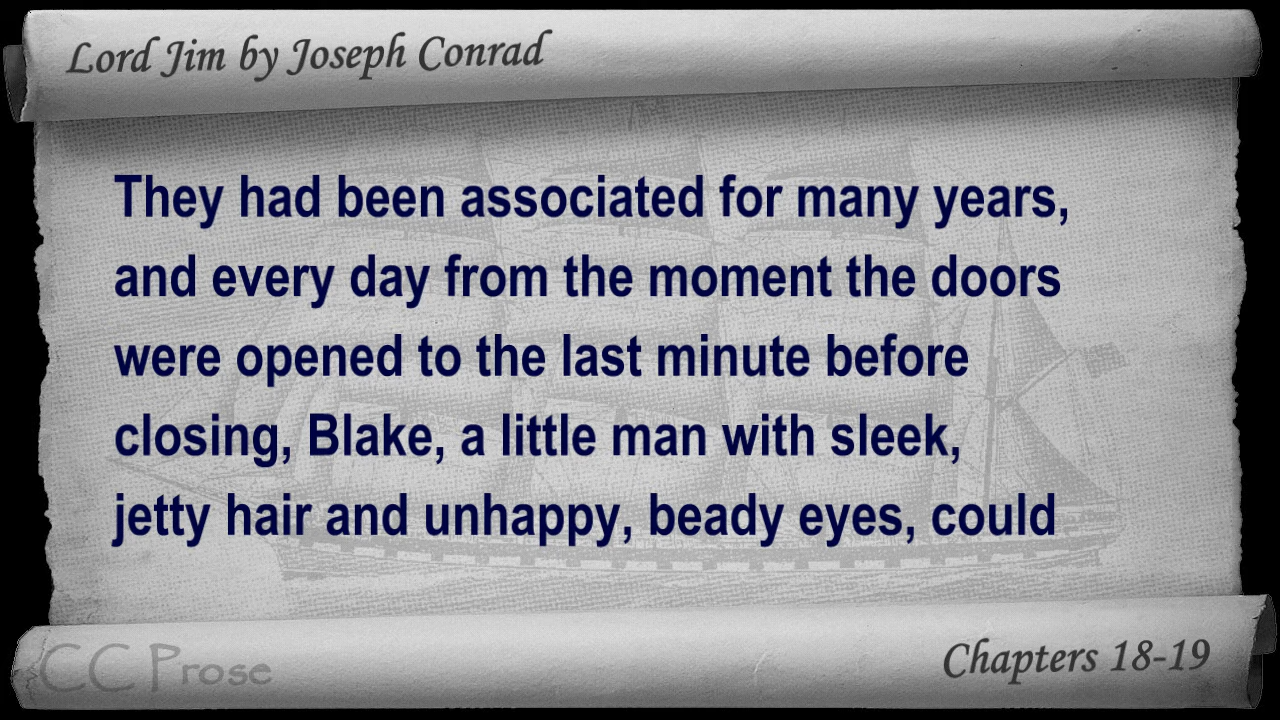 Lord Jim by Joseph Conrad
They had been associated for many years,
and every day from the moment the doors
were opened to the last minute before
closing, Blake, a little man with sleek,
jetty hair and unhappy, beady eyes, could
CC Prose
Chapters 18-19